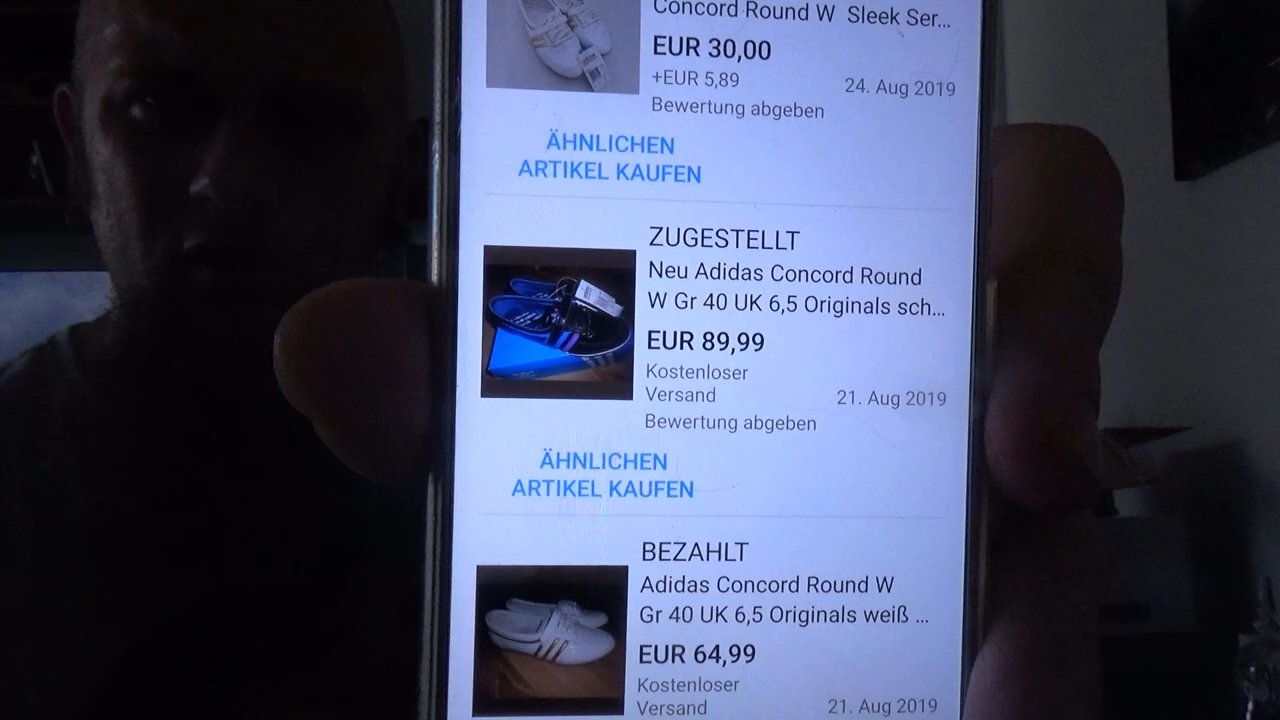 Concord Round W Sleek Ser...
EUR 30,00
+EUR 5,89
24. Aug 2019
Bewertung abgeben
ÄHNLICHEN
ARTIKEL KAUFEN
ZUGESTELLT
Neu Adidas Concord Round
W Gr 40 UK 6,5 Originals sch...
EUR 89,99
Kostenloser
Versand
21. Aug 2019
Bewertung abgeben
ÄHNLICHEN
ARTIKEL KAUFEN
BEZAHLT
Adidas Concord Round W
Gr 40 UK 6,5 Originals weiß ...
EUR 64,99
Kostenloser
Versand
21. Aug 2019